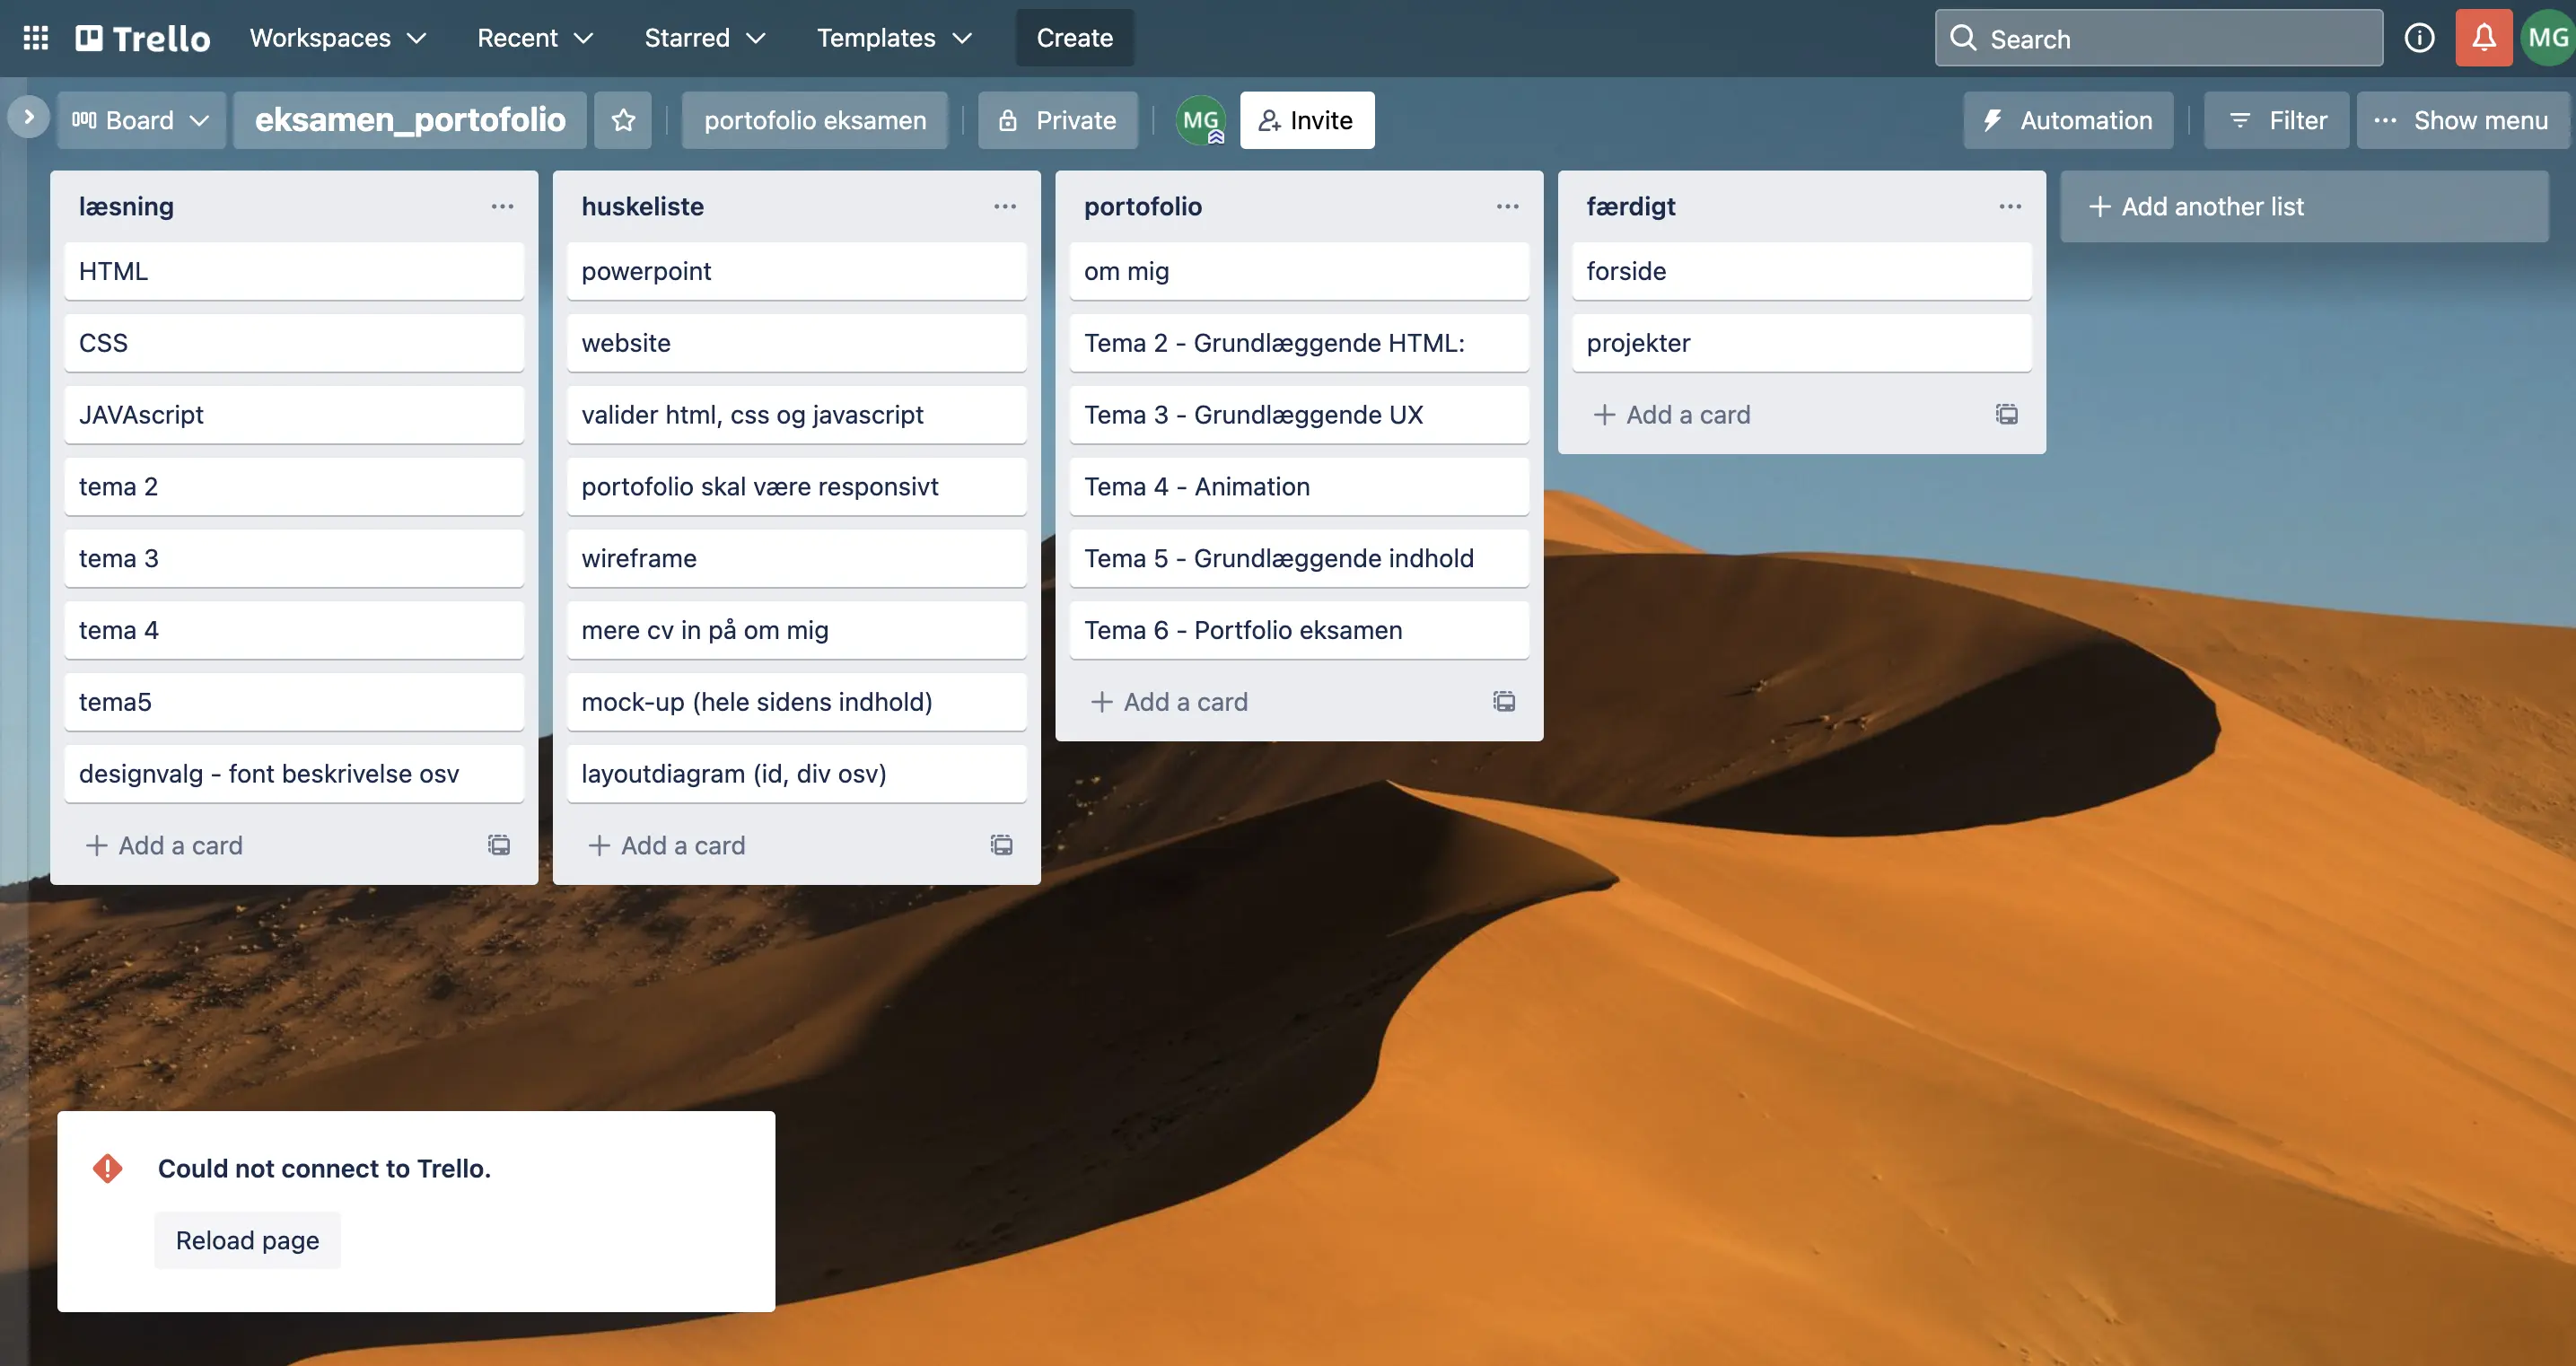 Trello Workspaces Recent Starred Templates Create Search MG
Board eksamen_portofolio portofolio eksamen Private MG Invite Automation Filter Show menu
læsning
HTML
CSS
JAVAscript
tema 2
tema 3
tema 4
tema5
designvalg - font beskrivelse osv
Add a card
huskeliste
powerpoint
website
valider html, css og javascript
portofolio skal være responsivt
wireframe
mere cv in på om mig
mock-up (hele sidens indhold)
layoutdiagram (id, div osv)
Add a card
portofolio
om mig
Tema 2 - Grundlæggende HTML:
Tema 3 - Grundlæggende UX
Tema 4 - Animation
Tema 5 - Grundlæggende indhold
Tema 6 - Portfolio eksamen
Add a card
færdigt
forside
projekter
Add a card
Add another list
Could not connect to Trello.
Reload page